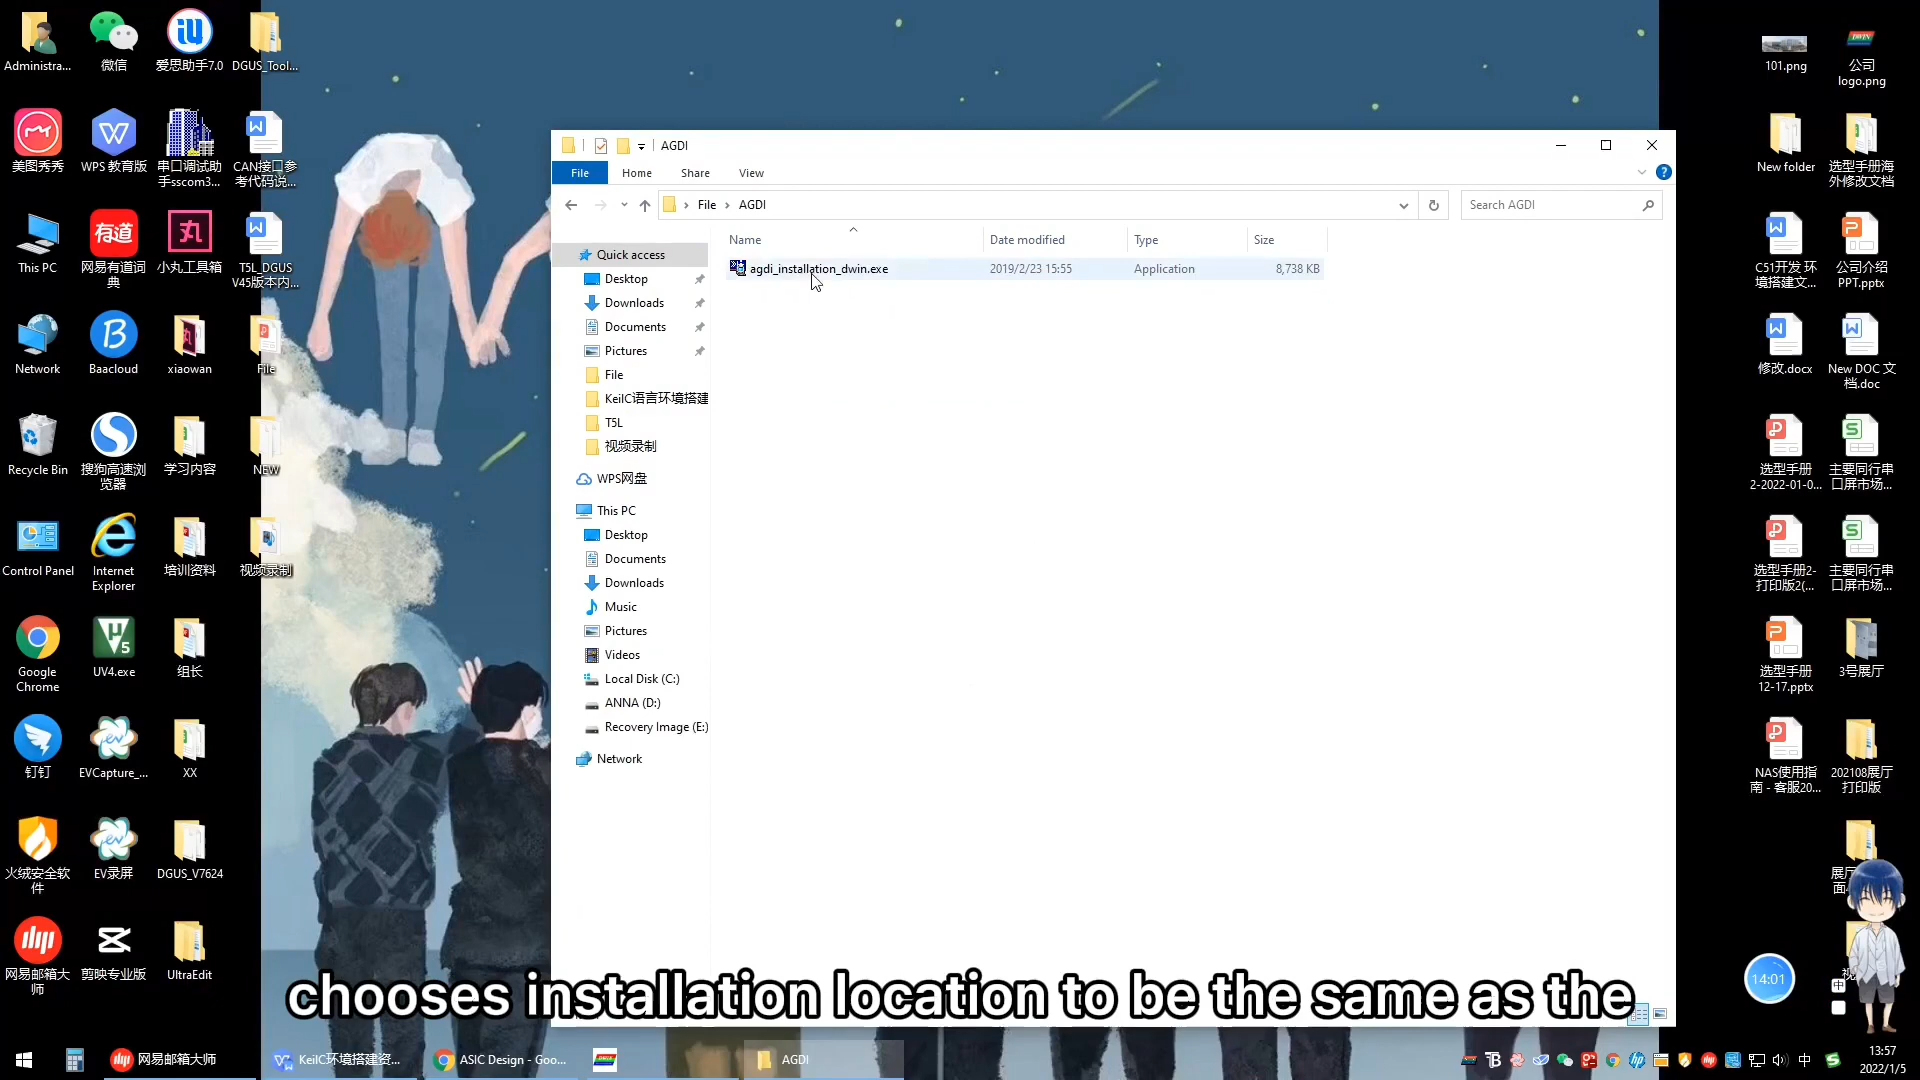 Administra...
微信
爱思助手7.0
DGUS_Tool...
美图秀秀
WPS 教育版
串口调试助
手sscom3...
CAN接口参
考代码说...
This PC
网易有道词
典
小丸工具箱
T5L_DGUS
V45版本内...
Network
Baacloud
xiaowan
File
Recycle Bin
搜狗高速浏
览器
学习内容
NEW
Control Panel
Internet
Explorer
培训资料
视频录制
Google
Chrome
UV4.exe
组长
钉钉
EVCapture_...
XX
火绒安全软
件
EV录屏
DGUS_V7624
网易邮箱大
师
剪映专业版
UltraEdit
AGDI
File
Home
Share
View
File
AGDI
Search AGDI
Name
Date modified
Type
Size
agdi_installation_dwin.exe
2019/2/23 15:55
Application
8,738 KB
Quick access
Desktop
Downloads
Documents
Pictures
File
KeilC语言环境搭建
T5L
视频录制
WPS网盘
This PC
Desktop
Documents
Downloads
Music
Pictures
Videos
Local Disk (C:)
ANNA (D:)
Recovery Image (E:)
Network
101.png
公司
logo.png
New folder
选型手册海
外修改文档
C51开发 环
境搭建文...
公司介绍
PPT.pptx
修改.docx
New DOC 文
档.doc
选型手册
2-2022-01-0...
主要同行串
口屏市场...
选型手册2-
打印版2(...
主要同行串
口屏市场...
选型手册
12-17.pptx
3号展厅
NAS使用指
南 - 客服20...
202108展厅
打印版
14:01
中
chooses installation location to be the same as the
网易邮箱大师
KeilC环境搭建资...
ASIC Design - Goo...
AGDI
中
13:57
2022/1/5